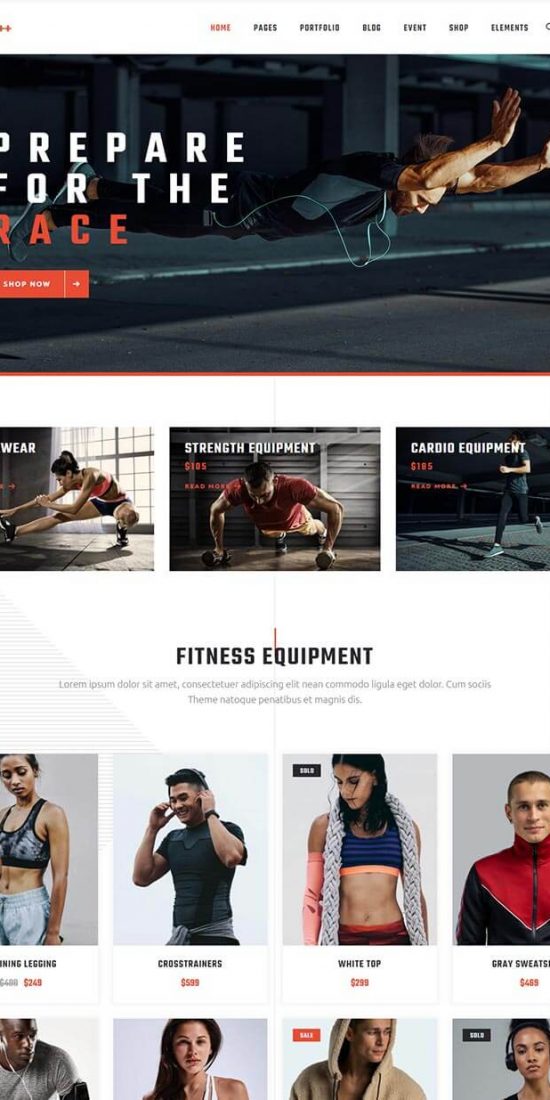 HOME PAGES PORTFOLIO BLOG EVENT SHOP ELEMENTS
PREPARE
FOR THE
RACE
SHOP NOW
WEAR
STRENGTH EQUIPMENT
$105
READ MORE
CARDIO EQUIPMENT
$185
READ MORE
FITNESS EQUIPMENT
Lorem ipsum dolor sit amet, consectetuer adipiscing elit nean commodo ligula eget dolor. Cum sociis
Theme natoque penatibus et magnis dis.
SOLD
NING LEGGING
$249
CROSSTRAINERS
$599
WHITE TOP
$299
GRAY SWEATS
$469
SALE
SOLD